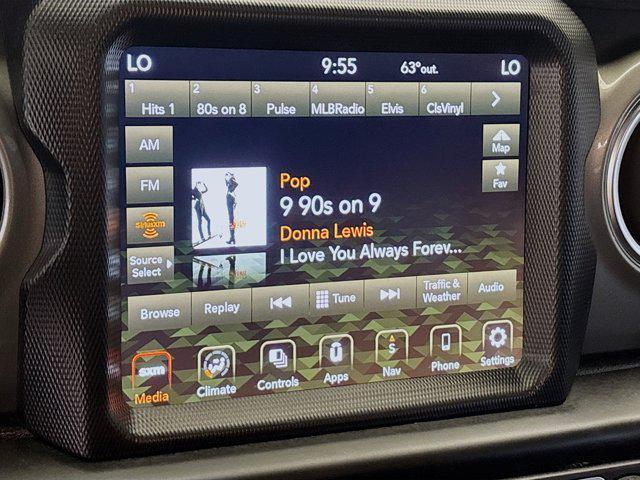 LO 9:55 63°out. LO
1 Hits 1 2 80s on 8 3 Pulse 4 MLBRadio 5 Elvis 6 ClsVinyl
AM
Map
FM
Pop
Fav
9 90s on 9
siriusxm
Donna Lewis
Source
Select
I Love You Always Forev...
Browse Replay Tune Traffic &
Weather Audio
sxm S
Media Climate Controls Apps Nav Phone Settings